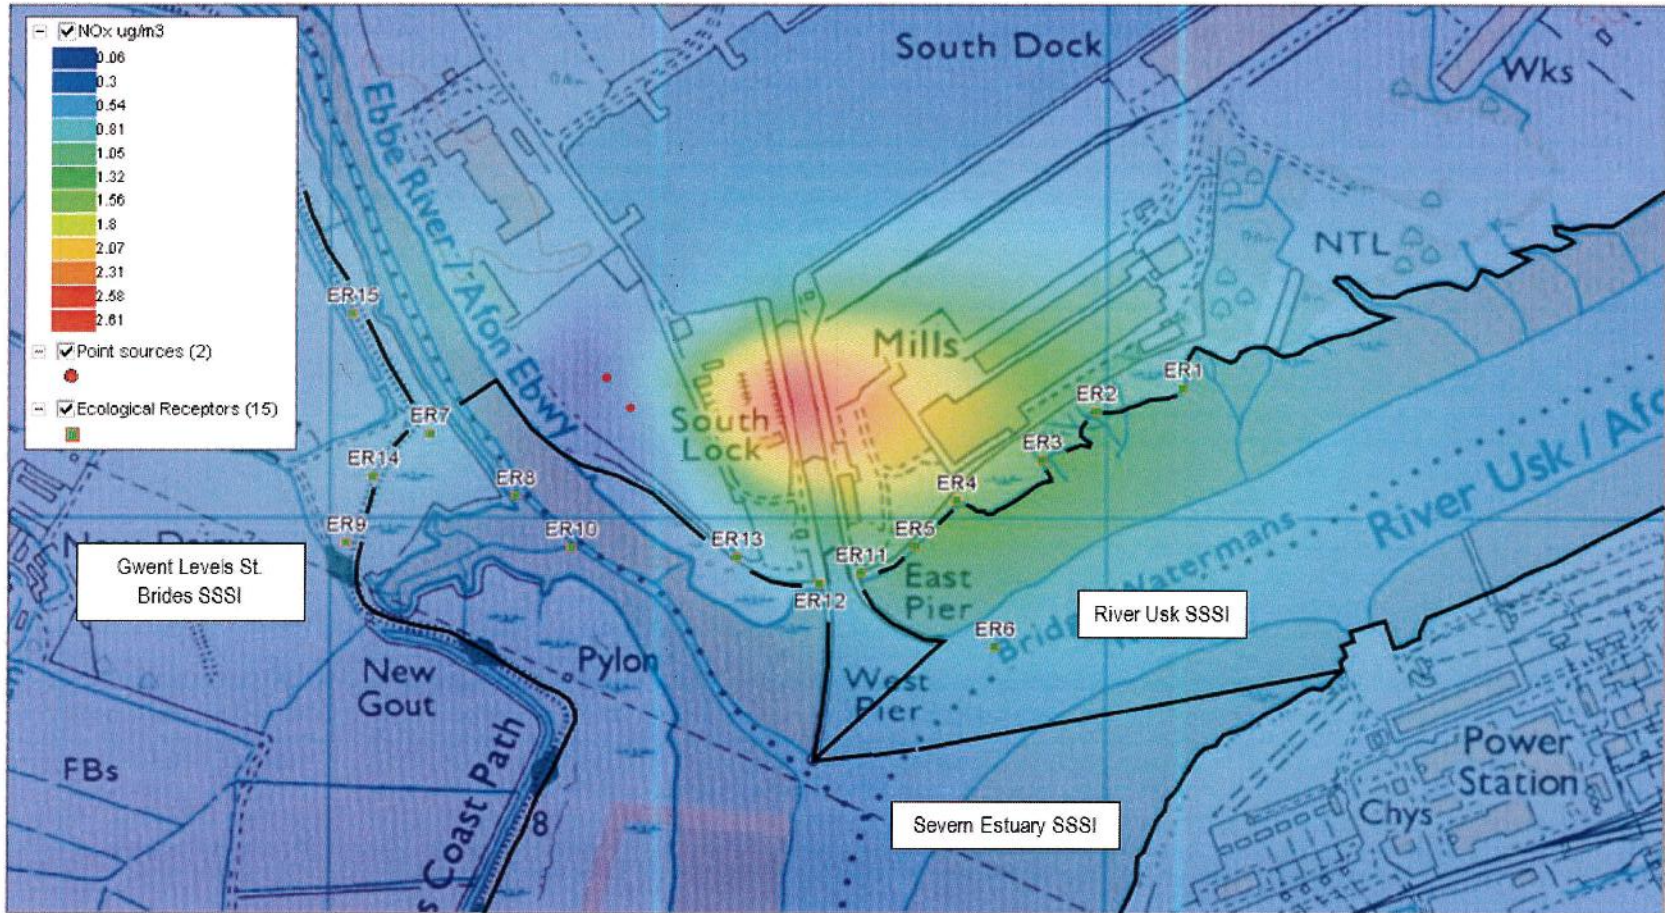 NOx ug/m3
0.06
0.3
0.54
0.81
1.05
1.32
1.56
1.8
2.07
2.31
2.58
2.61
Point sources (2)
Ecological Receptors (15)
South Dock
Wks
Ebbw River / Afon Ebwy
NTL
ER15
Mills
ER1
ER2
ER7
South
Lock
ER3
ER14
ER8
ER4
River Usk / Afo
ER9
ER10
ER13
ER5
ER11
Gwent Levels St.
Brides SSSI
East
Pier
ER12
River Usk SSSI
Watermans
ER6
Pylon
New
Gout
West
Pier
Power
Station
FBs
s Coast Path
8
Chys
Severn Estuary SSSI